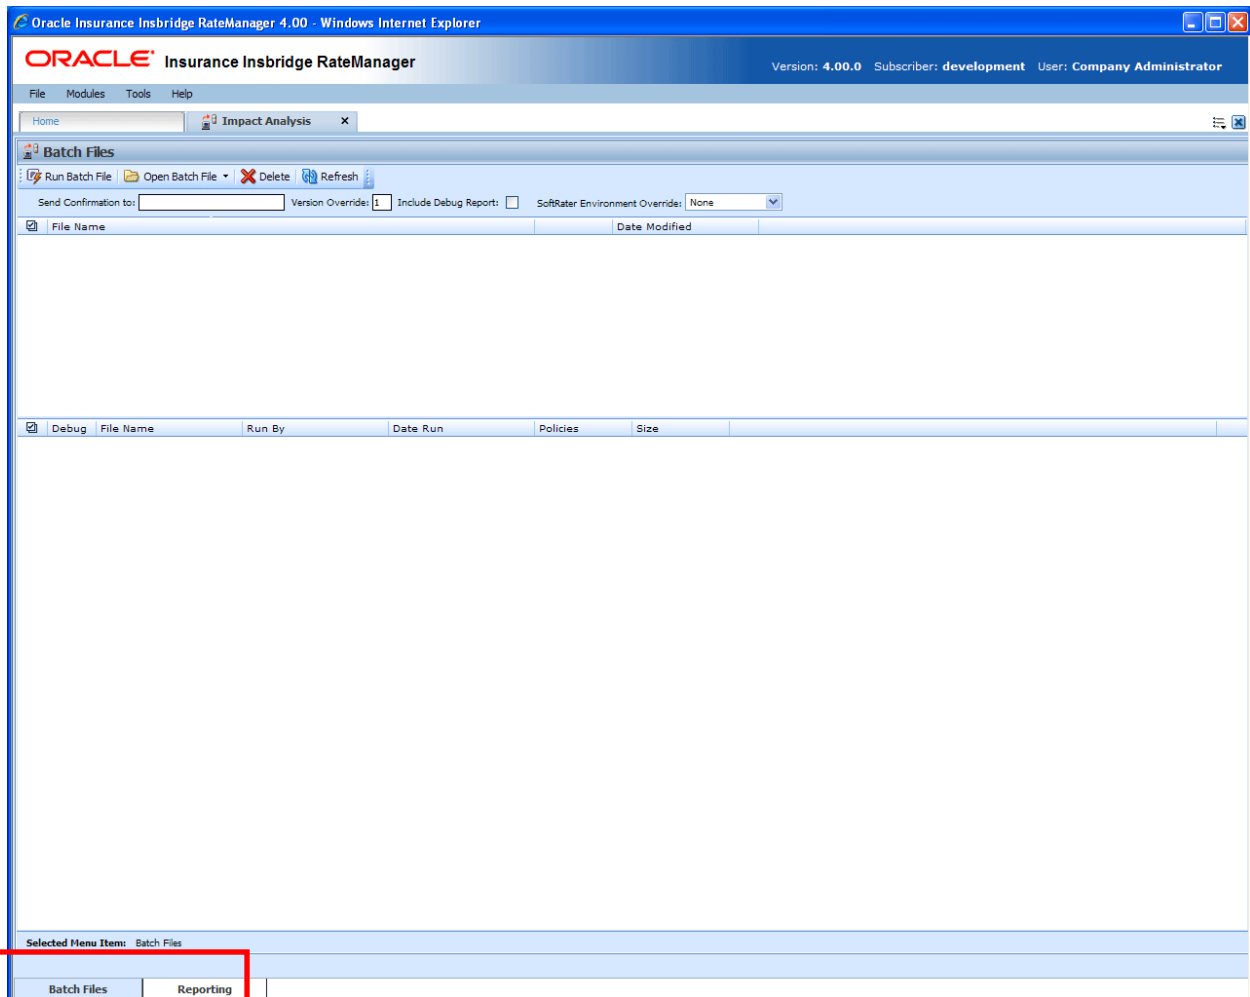 Oracle Insurance Insbridge RateManager 4.00 - Windows Internet Explorer
ORACLE Insurance Insbridge RateManager
Version: 4.00.0 Subscriber: development User: Company Administrator
File Modules Tools Help
Home Impact Analysis x
Batch Files
Run Batch File Open Batch File Delete Refresh
Send Confirmation to: Version Override: 1 Include Debug Report: SoftRater Environment Override: None
File Name Date Modified
Debug File Name Run By Date Run Policies Size
Selected Menu Item: Batch Files
Batch Files Reporting